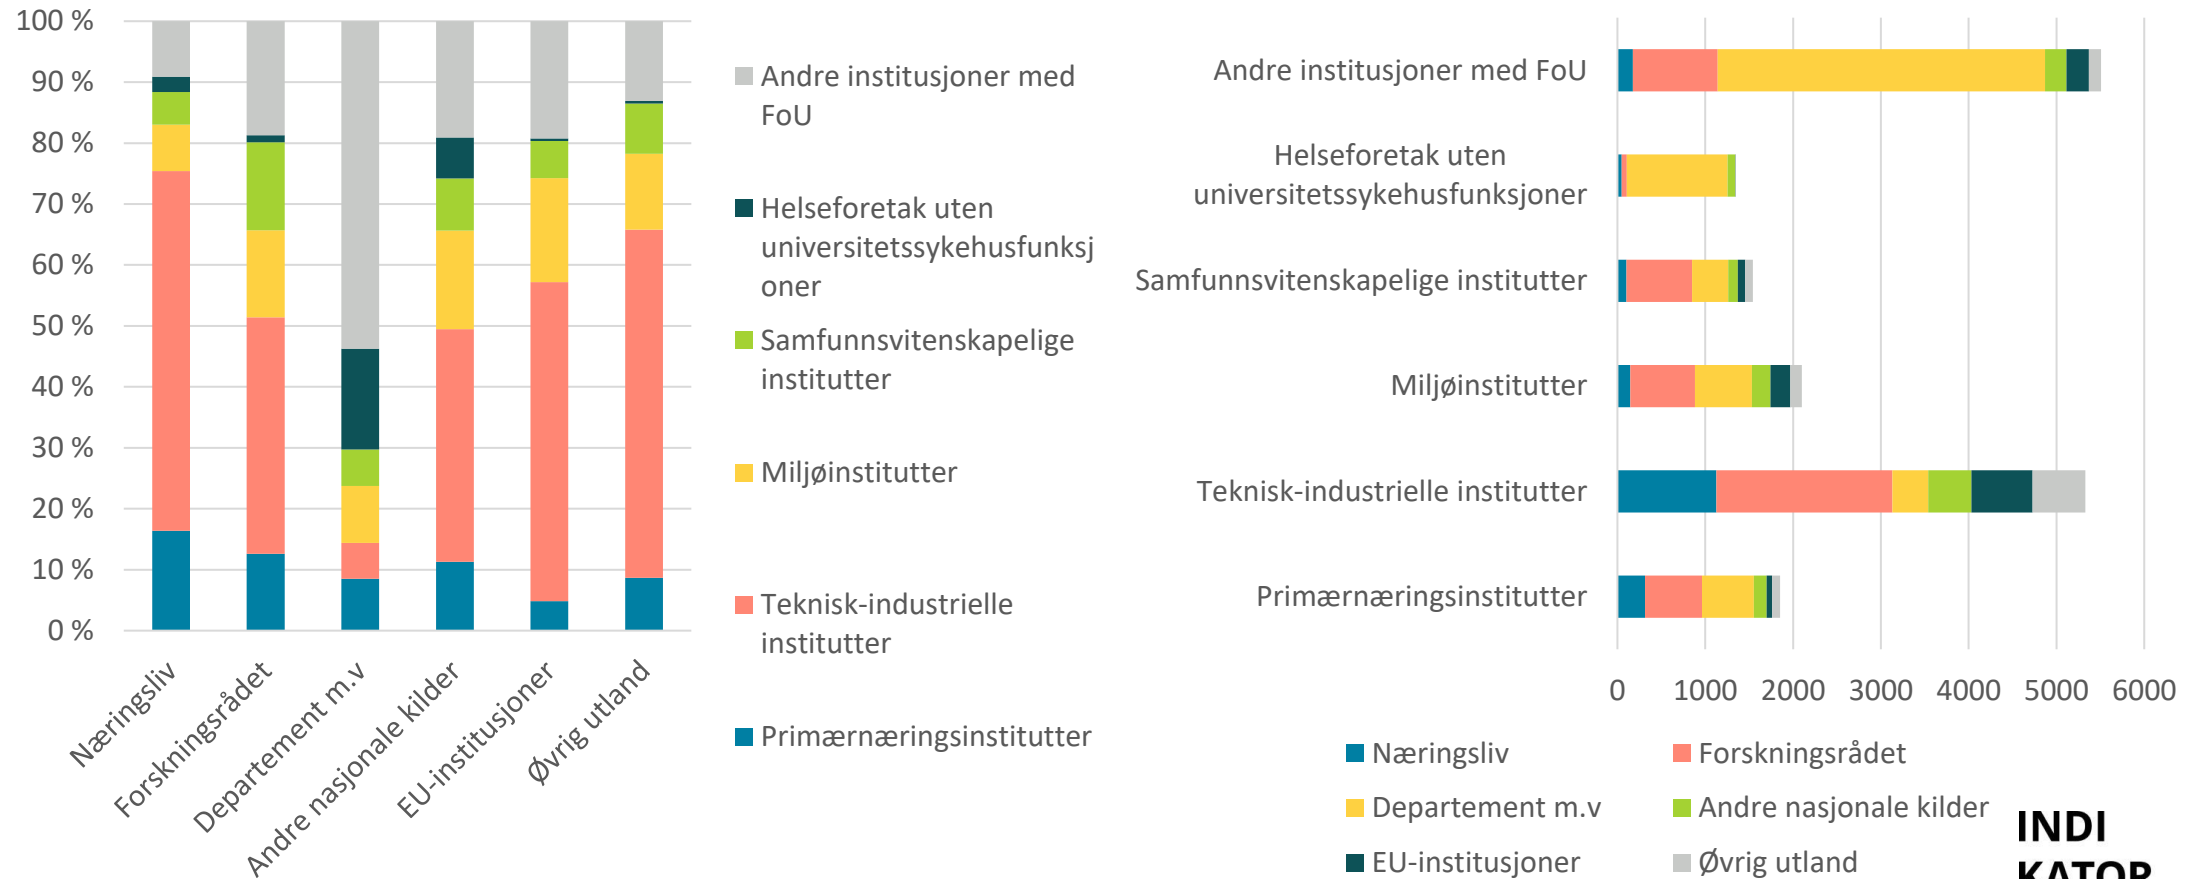 100 %
90 %
80 %
70 %
60 %
50 %
40 %
30 %
20 %
10 %
0 %
Næringsliv
Forskningsrådet
Departement m.v
Andre nasjonale kilder
EU-institusjoner
Øvrig utland
Andre institusjoner med
FoU
Helseforetak uten
universitetssykehusfunksj
oner
Samfunnsvitenskapelige
institutter
Miljøinstitutter
Teknisk-industrielle
institutter
Primærnæringsinstitutter
Andre institusjoner med FoU
Helseforetak uten
universitetssykehusfunksjoner
Samfunnsvitenskapelige institutter
Miljøinstitutter
Teknisk-industrielle institutter
Primærnæringsinstitutter
0 1000 2000 3000 4000 5000 6000
Næringsliv
Forskningsrådet
Departement m.v
Andre nasjonale kilder
EU-institusjoner
Øvrig utland
INDI
KATOR